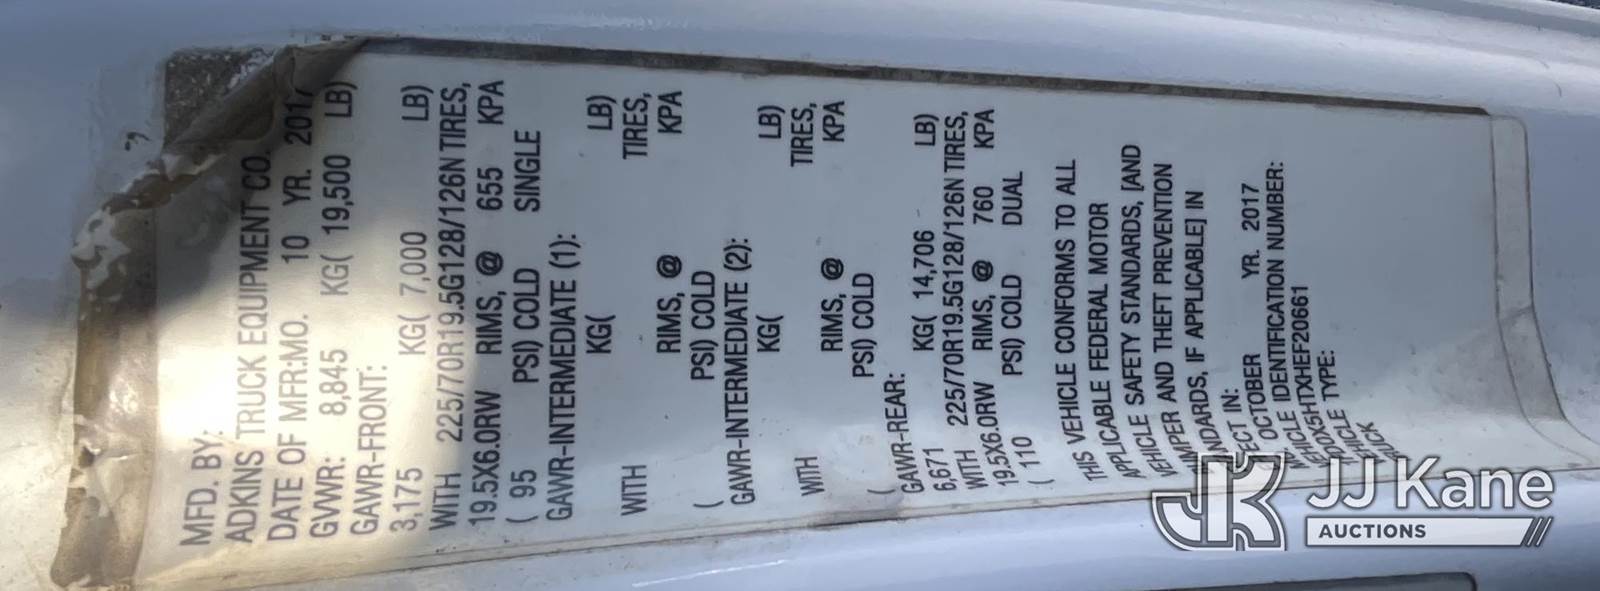 MFD. BY:
ADKINS TRUCK EQUIPMENT CO.
DATE OF MFR:MO. 10 YR. 2017
GVWR: 8,845 KG( 19,500 LB)
GAWR-FRONT:
3,175 KG( 7,000 LB)
WITH 225/70R19.5G128/126N TIRES,
19.5X6.0RW RIMS, @ 655 KPA
( 95 PSI) COLD SINGLE
GAWR-INTERMEDIATE (1):
KG( LB)
WITH TIRES,
RIMS, @ KPA
( PSI) COLD
GAWR-INTERMEDIATE (2):
KG( LB)
WITH TIRES,
RIMS, @ KPA
( PSI) COLD
GAWR-REAR:
6,671 KG( 14,706 LB)
WITH 225/70R19.5G128/126N TIRES,
19.5X6.0RW RIMS, @ 760 KPA
( 110 PSI) COLD DUAL
THIS VEHICLE CONFORMS TO ALL
APPLICABLE FEDERAL MOTOR
VEHICLE SAFETY STANDARDS, [AND
BUMPER AND THEFT PREVENTION
STANDARDS, IF APPLICABLE] IN
EFFECT IN:
OCTOBER YR. 2017
VEHICLE IDENTIFICATION NUMBER:
VEHICLE TYPE:
TRUCK
JJ Kane
AUCTIONS